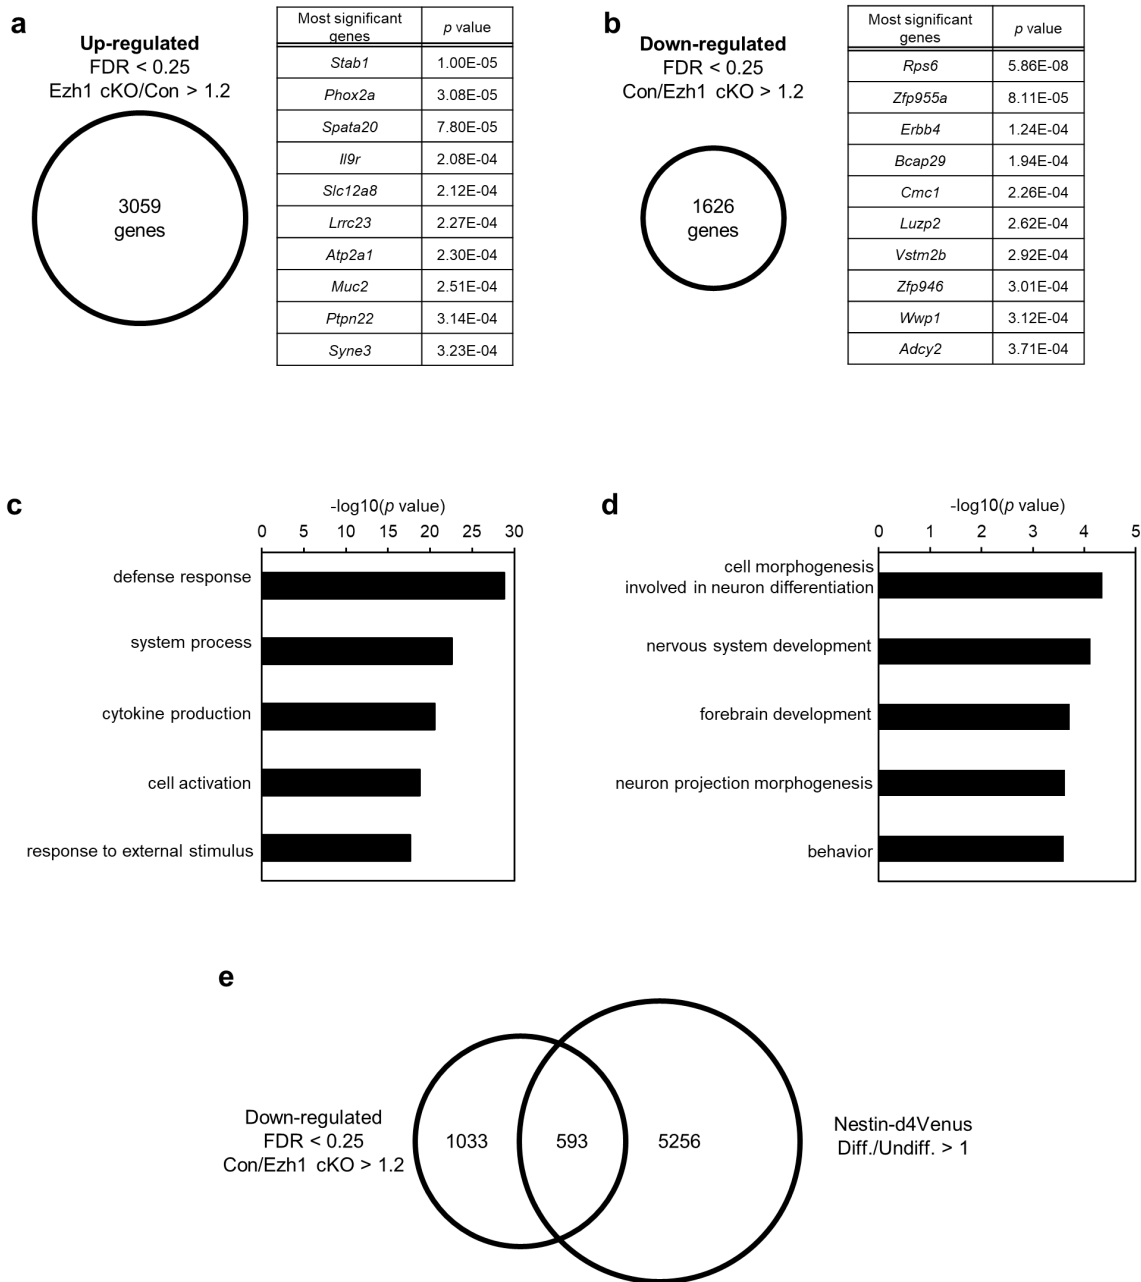 a
Up-regulated
FDR < 0.25
Ezh1 cKO/Con > 1.2
3059
genes
Most significant
genes
p value
Stab1 1.00E-05
Phox2a 3.08E-05
Spata20 7.80E-05
Il9r 2.08E-04
Slc12a8 2.12E-04
Lrrc23 2.27E-04
Atp2a1 2.30E-04
Muc2 2.51E-04
Ptpn22 3.14E-04
Syne3 3.23E-04
b
Down-regulated
FDR < 0.25
Con/Ezh1 cKO > 1.2
1626
genes
Most significant
genes
p value
Rps6 5.86E-08
Zfp955a 8.11E-05
Erbb4 1.24E-04
Bcap29 1.94E-04
Cmc1 2.26E-04
Luzp2 2.62E-04
Vstm2b 2.92E-04
Zfp946 3.01E-04
Wwp1 3.12E-04
Adcy2 3.71E-04
c
-log10(p value)
0 5 10 15 20 25 30
defense response
system process
cytokine production
cell activation
response to external stimulus
d
-log10(p value)
0 1 2 3 4 5
cell morphogenesis
involved in neuron differentiation
nervous system development
forebrain development
neuron projection morphogenesis
behavior
e
Down-regulated
FDR < 0.25
Con/Ezh1 cKO > 1.2
1033 593 5256
Nestin-d4Venus
Diff./Undiff. > 1